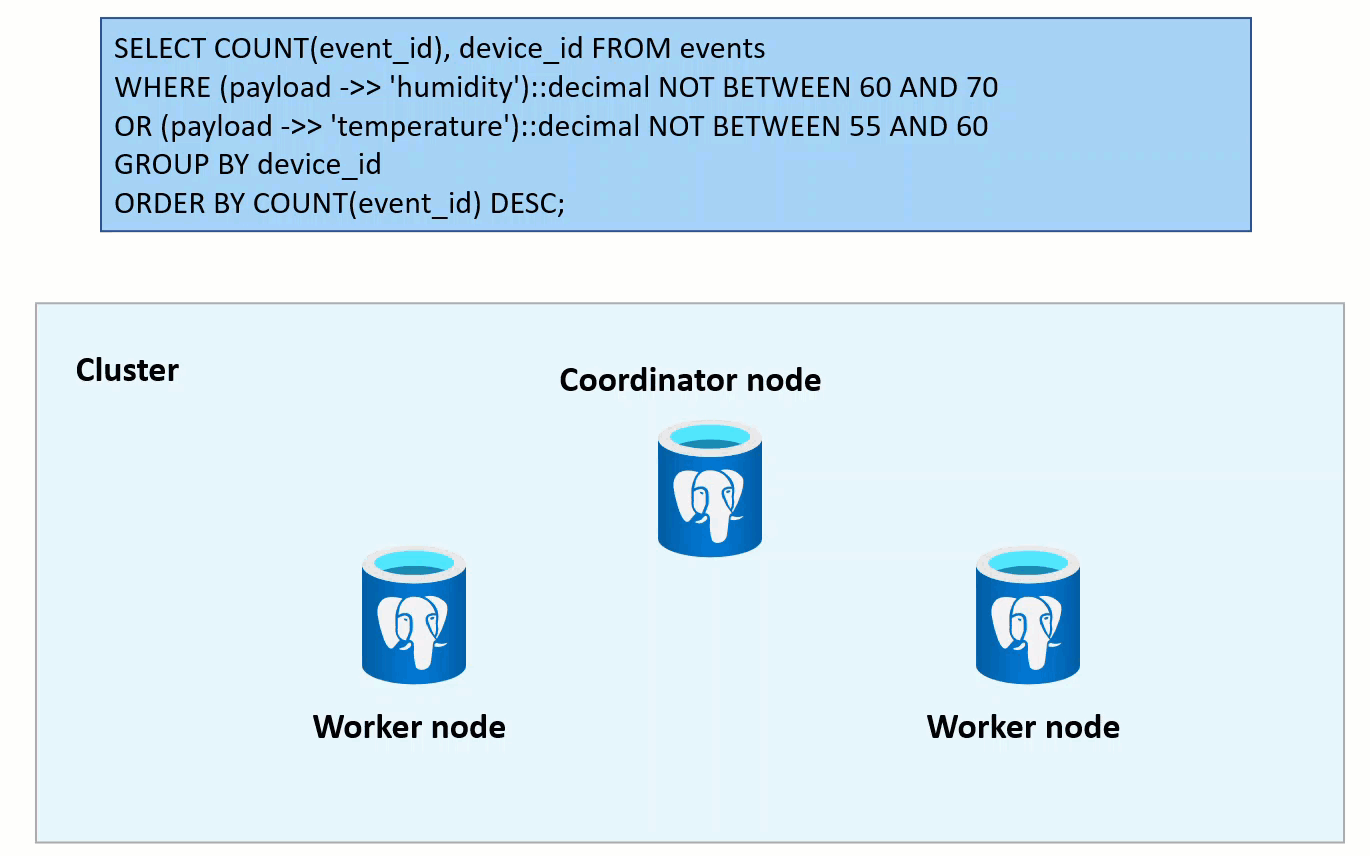 SELECT COUNT(event_id), device_id FROM events
WHERE (payload ->> 'humidity')::decimal NOT BETWEEN 60 AND 70
OR (payload ->> 'temperature')::decimal NOT BETWEEN 55 AND 60
GROUP BY device_id
ORDER BY COUNT(event_id) DESC;
Cluster
Coordinator node
Worker node
Worker node